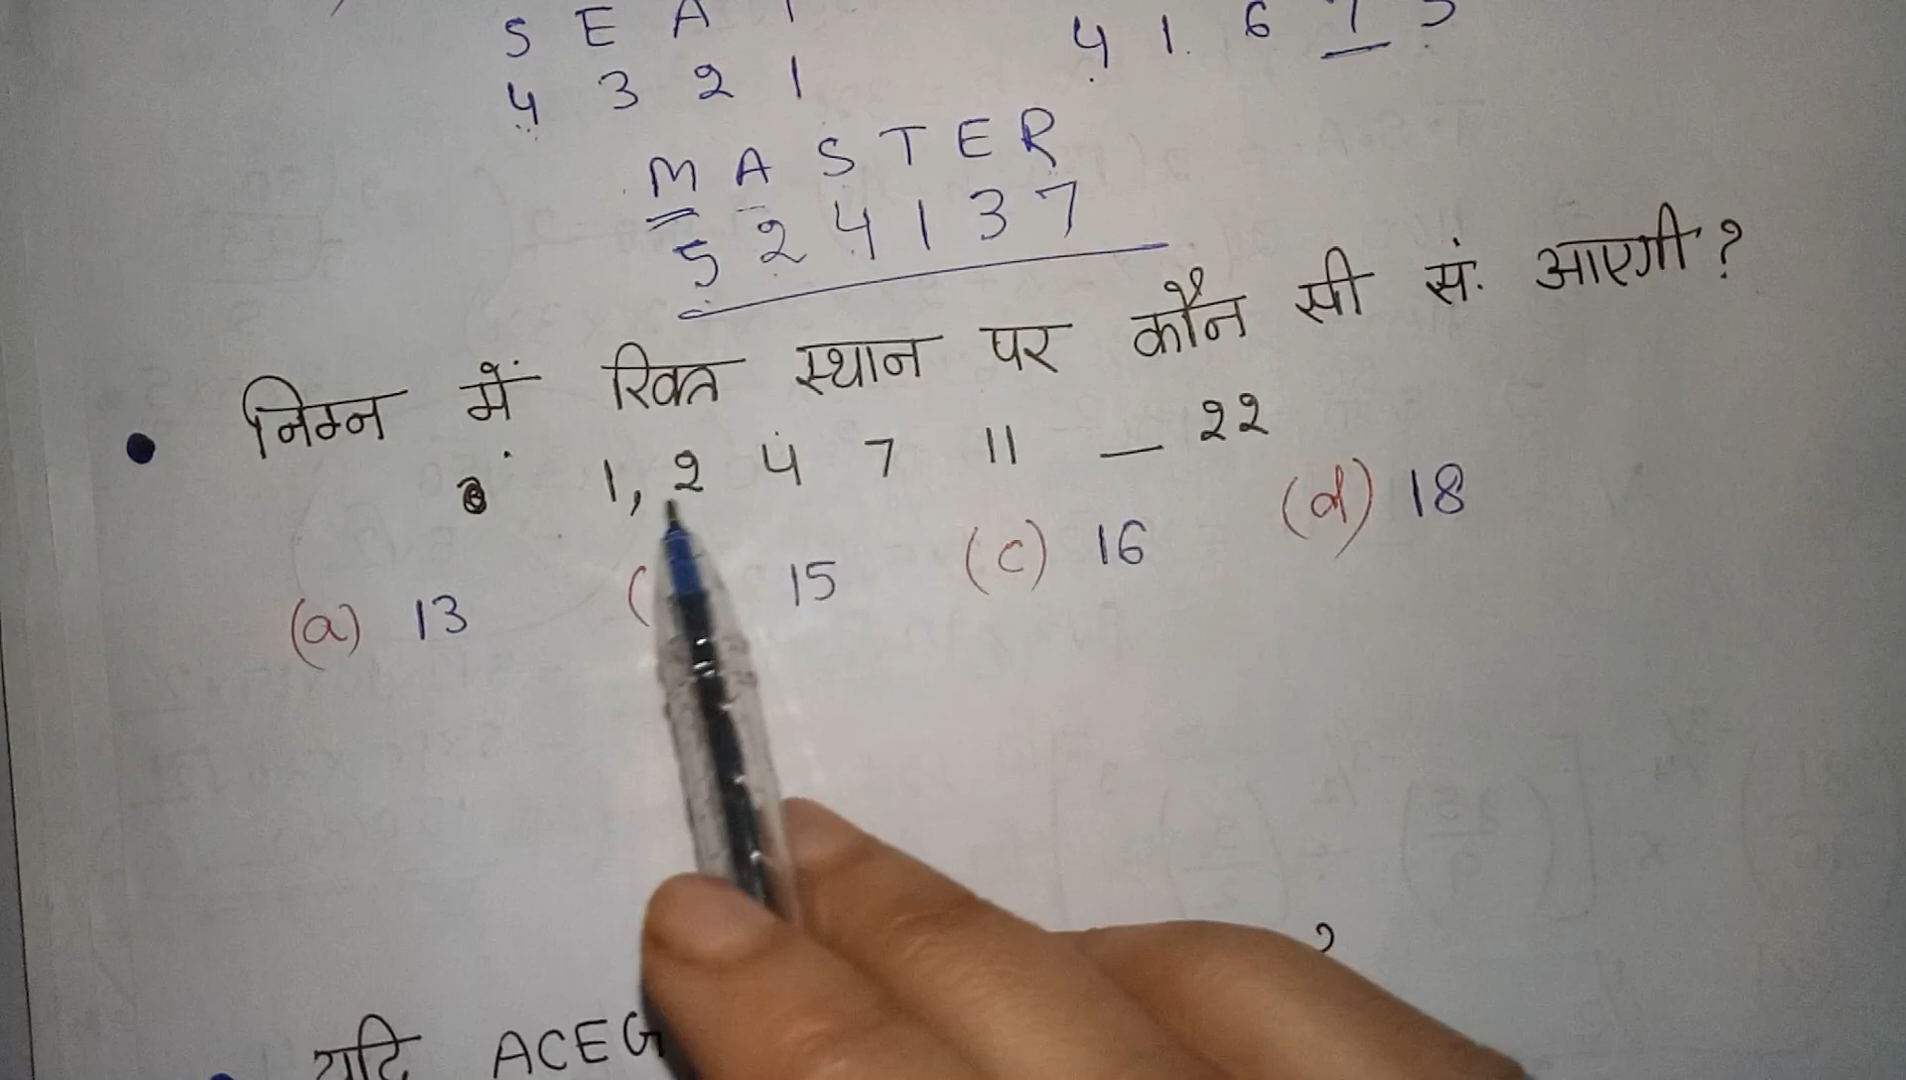 S E A
4 3 2 1
4 1 6 7
M A S T E R
5 2 4 1 3 7
निम्न में रिक्त स्थान पर कौन सी सं. आएगी ?
1, 2 4 7 11 _ 22
(a) 13 ( 15 (c) 16 (d) 18
?
यदि ACEG